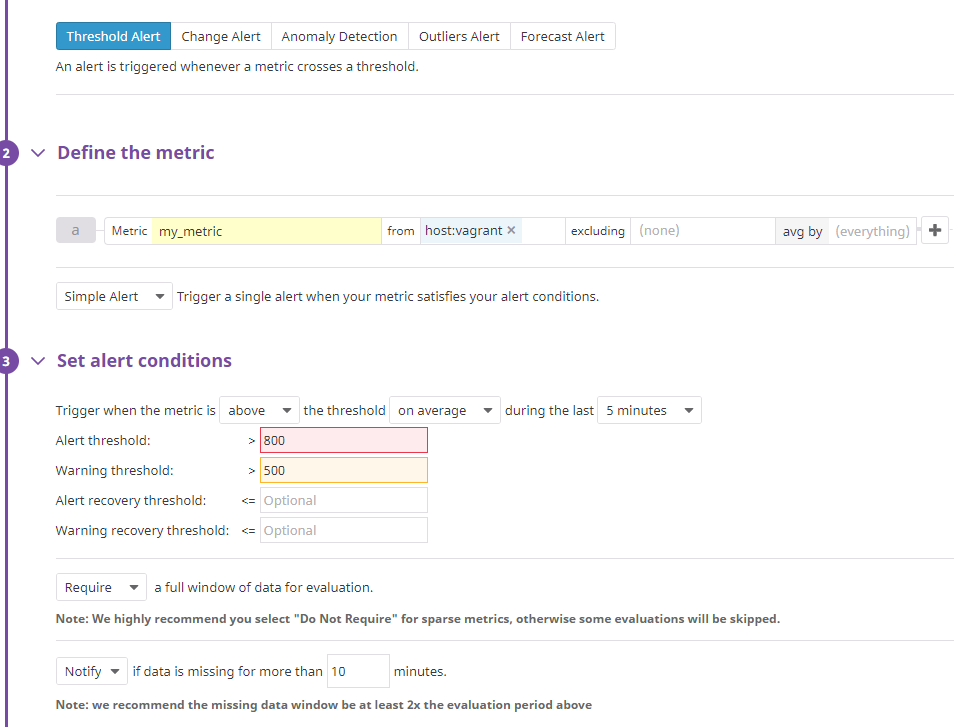 Threshold Alert Change Alert Anomaly Detection Outliers Alert Forecast Alert
An alert is triggered whenever a metric crosses a threshold.
2 Define the metric
a Metric my_metric from host:vagrant × excluding (none) avg by (everything) +
Simple Alert Trigger a single alert when your metric satisfies your alert conditions.
3 Set alert conditions
Trigger when the metric is above the threshold on average during the last 5 minutes
Alert threshold: > 800
Warning threshold: > 500
Alert recovery threshold: <= Optional
Warning recovery threshold: <= Optional
Require a full window of data for evaluation.
Note: We highly recommend you select "Do Not Require" for sparse metrics, otherwise some evaluations will be skipped.
Notify if data is missing for more than 10 minutes.
Note: we recommend the missing data window be at least 2x the evaluation period above